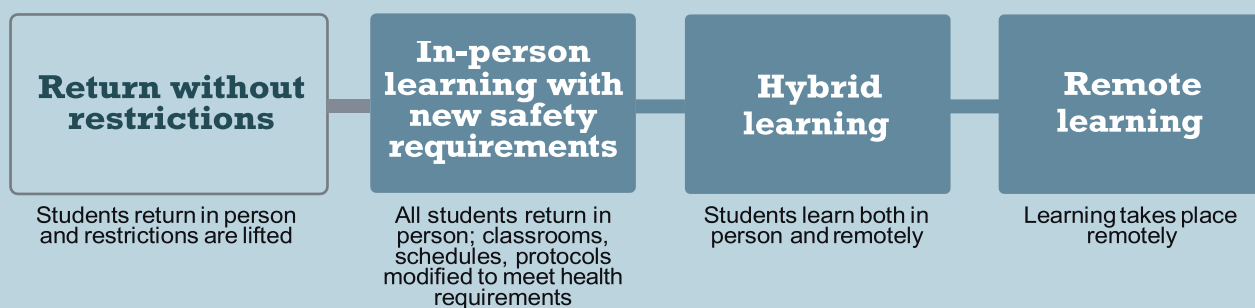 Return without
restrictions
Students return in person
and restrictions are lifted
In-person
learning with
new safety
requirements
All students return in
person; classrooms,
schedules, protocols
modified to meet health
requirements
Hybrid
learning
Students learn both in
person and remotely
Remote
learning
Learning takes place
remotely